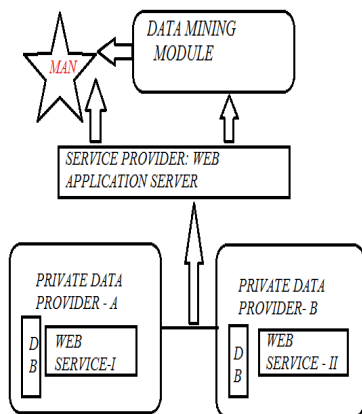 MAN
DATA MINING
MODULE
SERVICE PROVIDER: WEB
APPLICATION SERVER
PRIVATE DATA
PROVIDER - A
D
B
WEB
SERVICE-I
PRIVATE DATA
PROVIDER- B
D
B
WEB
SERVICE - II